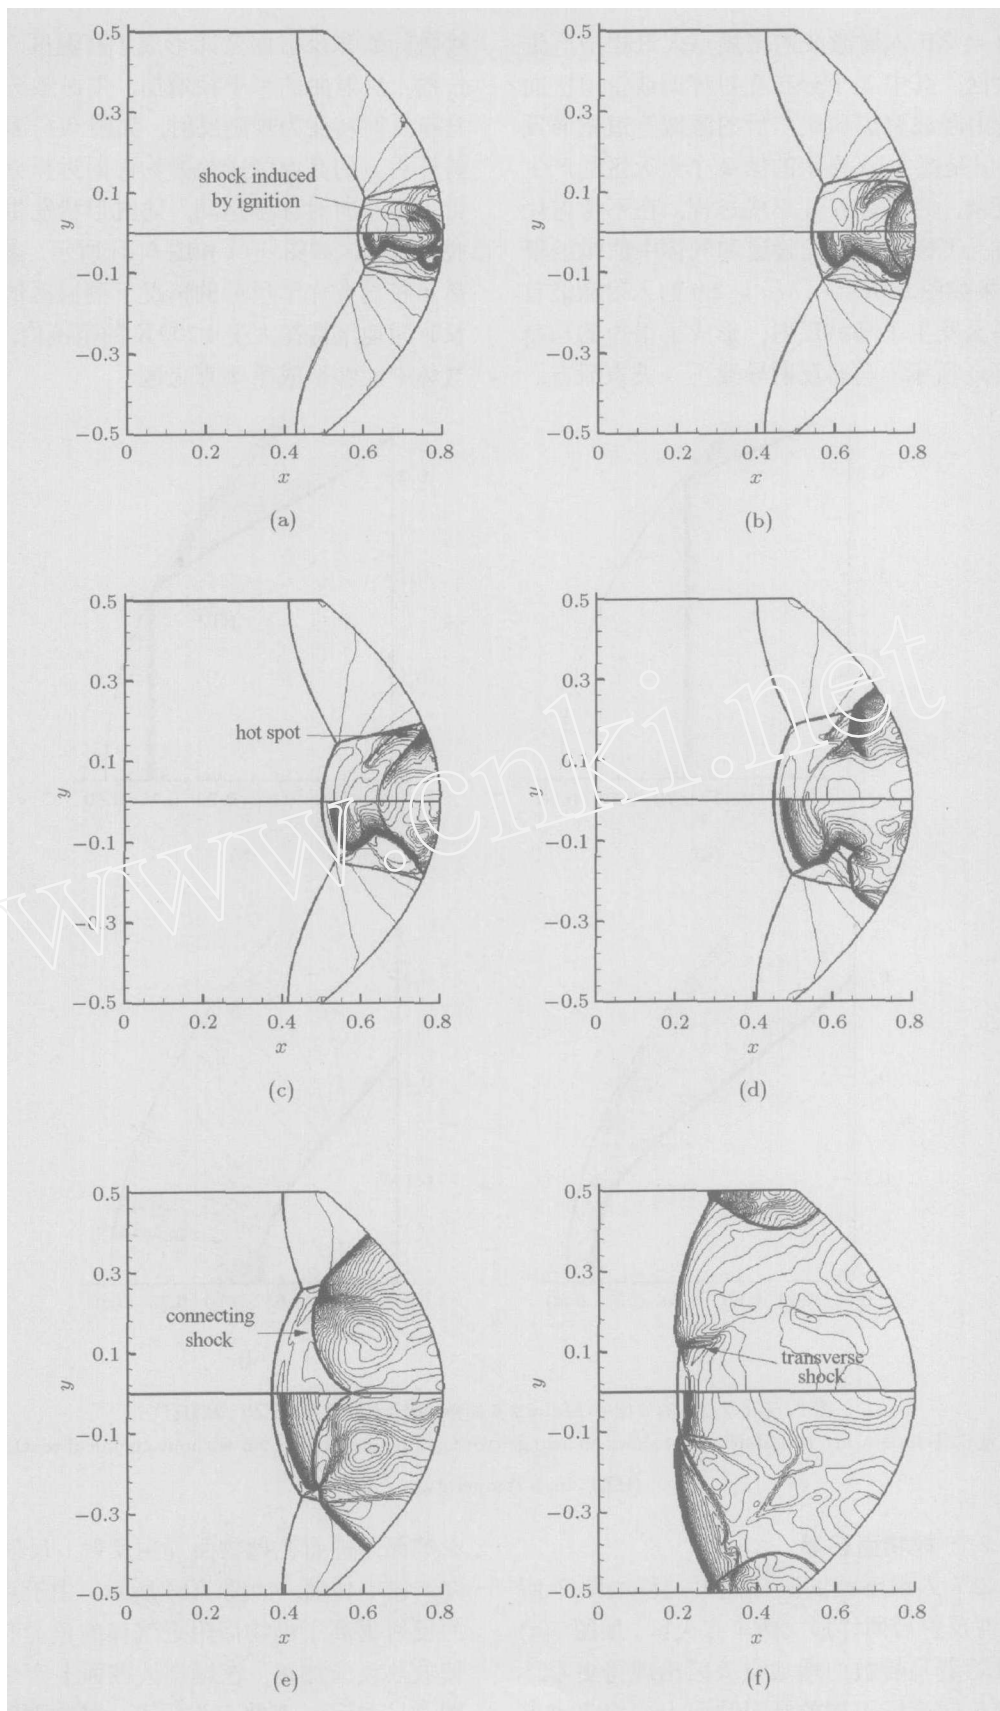 0.5
0.3
0.1
−0.1
−0.3
−0.5
y
shock induced
by ignition
0 0.2 0.4 0.6 0.8
x
(a)
0.5
0.3
0.1
−0.1
−0.3
−0.5
y
0 0.2 0.4 0.6 0.8
x
(b)
0.5
0.3
0.1
−0.1
−0.3
−0.5
y
hot spot
0 0.2 0.4 0.6 0.8
x
(c)
0.5
0.3
0.1
−0.1
−0.3
−0.5
y
0 0.2 0.4 0.6 0.8
x
(d)
www.cnki.net
0.5
0.3
0.1
−0.1
−0.3
−0.5
y
connecting
shock
0 0.2 0.4 0.6 0.8
x
(e)
0.5
0.3
0.1
−0.1
−0.3
−0.5
y
transverse
shock
0 0.2 0.4 0.6 0.8
x
(f)